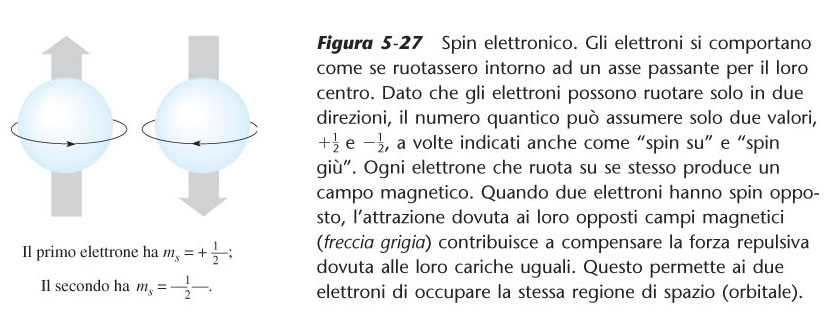 Figura 5-27 Spin elettronico. Gli elettroni si comportano
come se ruotassero intorno ad un asse passante per il loro
centro. Dato che gli elettroni possono ruotare solo in due
direzioni, il numero quantico può assumere solo due valori,
+1/2 e −1/2, a volte indicati anche come “spin su” e “spin
giù”. Ogni elettrone che ruota su se stesso produce un
campo magnetico. Quando due elettroni hanno spin oppo-
sto, l’attrazione dovuta ai loro opposti campi magnetici
(freccia grigia) contribuisce a compensare la forza repulsiva
dovuta alle loro cariche uguali. Questo permette ai due
elettroni di occupare la stessa regione di spazio (orbitale).
Il primo elettrone ha mₛ = + 1/2;
Il secondo ha mₛ = − 1/2.